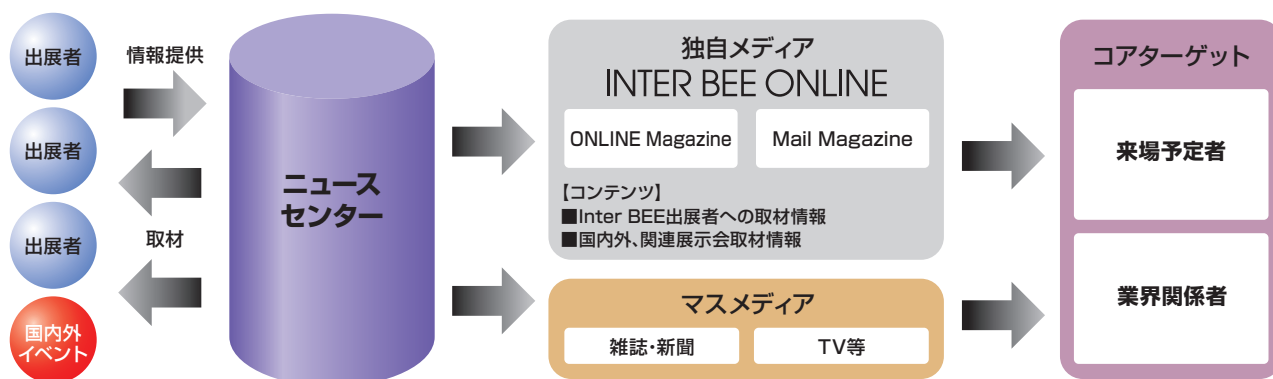 出展者
出展者
出展者
国内外
イベント
情報提供
取材
ニュース
センター
独自メディア
INTER BEE ONLINE
ONLINE Magazine
Mail Magazine
【コンテンツ】
■Inter BEE出展者への取材情報
■国内外、関連展示会取材情報
マスメディア
雑誌・新聞
TV等
コアターゲット
来場予定者
業界関係者